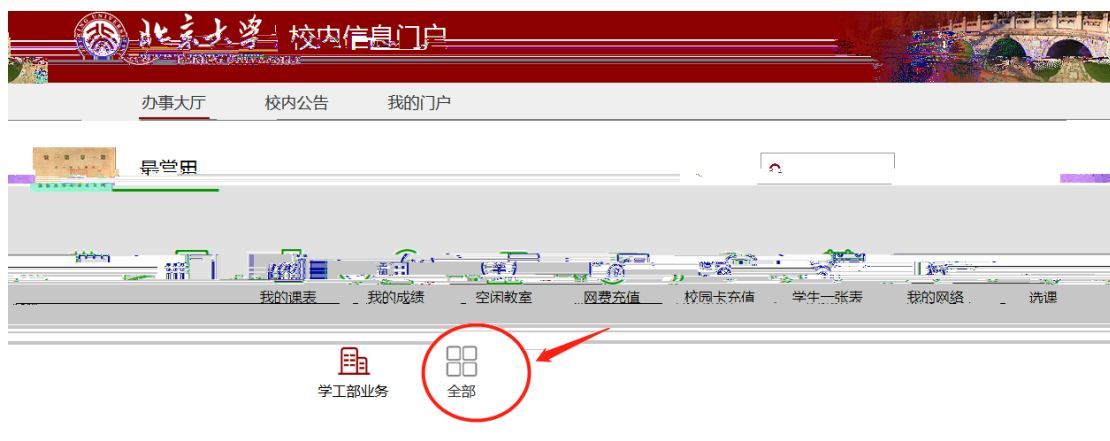 北京大学 校内信息门户
办事大厅 校内公告 我的门户
最常用
我的课表 我的成绩 空闲教室 网费充值 校园卡充值 学生一张表 我的网络 选课
学工部业务 全部